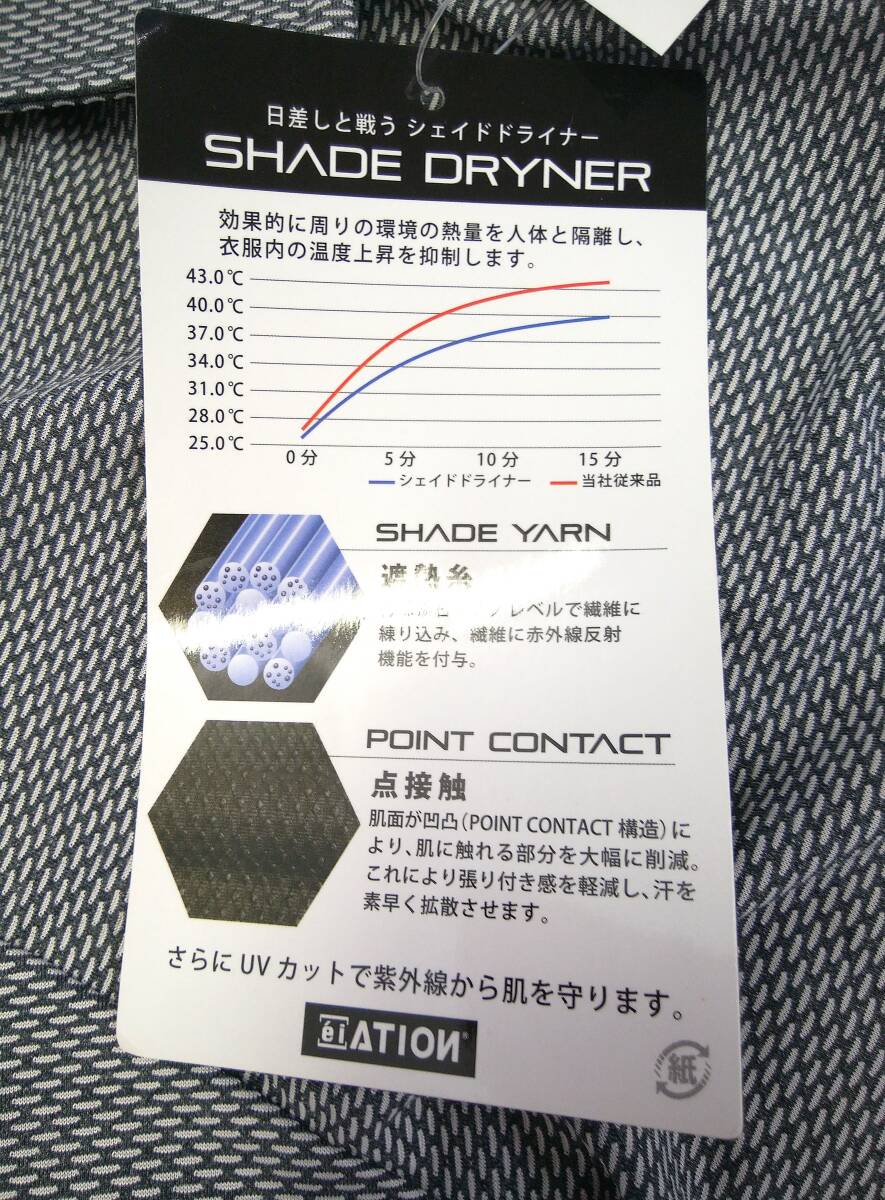 日差しと戦う シェイドドライナー
SHADE DRYNER
効果的に周りの環境の熱量を人体と隔離し、
衣服内の温度上昇を抑制します。
43.0℃
40.0℃
37.0℃
34.0℃
31.0℃
28.0℃
25.0℃
0分 5分 10分 15分
シェイドドライナー 当社従来品
SHADE YARN
遮熱糸
レベルで繊維に
練り込み、繊維に赤外線反射
機能を付与。
POINT CONTACT
点接触
肌面が凹凸(POINT CONTACT 構造)に
より、肌に触れる部分を大幅に削減。
これにより張り付き感を軽減し、汗を
素早く拡散させます。
さらに UV カットで紫外線から肌を守ります。
éiATION®
紙